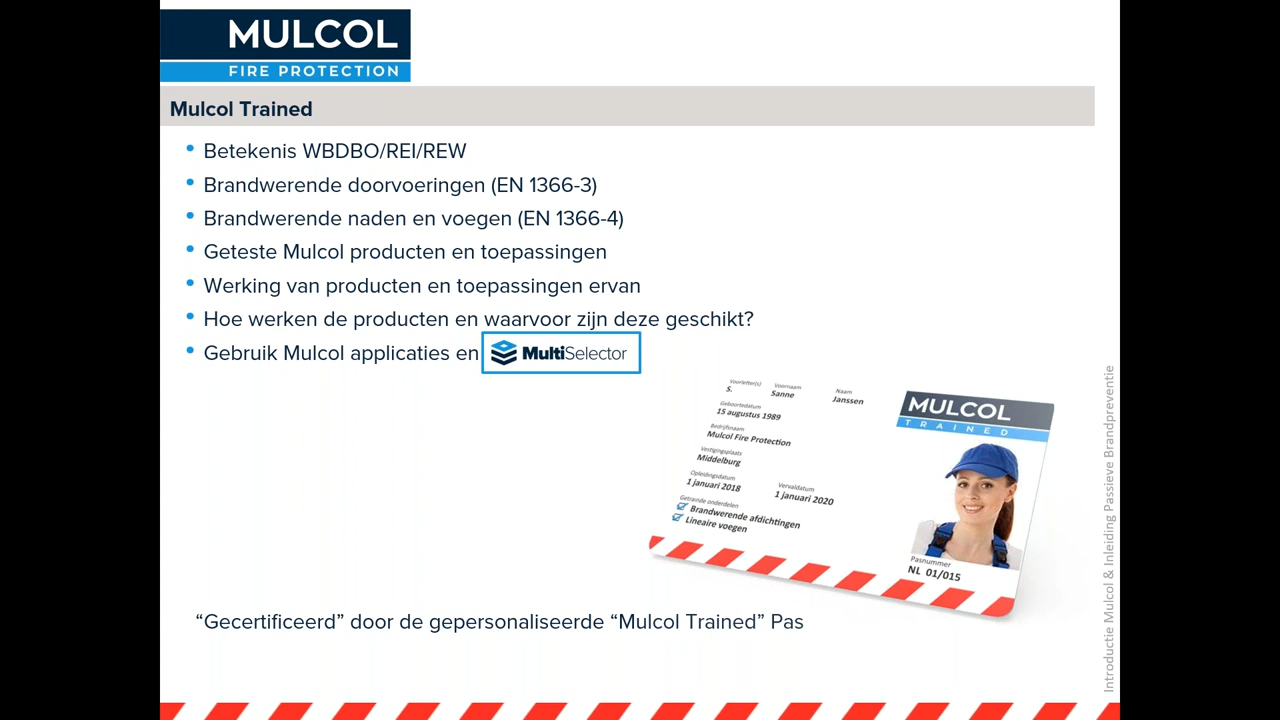 MULCOL
FIRE PROTECTION
Mulcol Trained
• Betekenis WBDBO/REI/REW
• Brandwerende doorvoeringen (EN 1366-3)
• Brandwerende naden en voegen (EN 1366-4)
• Geteste Mulcol producten en toepassingen
• Werking van producten en toepassingen ervan
• Hoe werken de producten en waarvoor zijn deze geschikt?
• Gebruik Mulcol applicaties en MultiSelector
Voorletter(s) Voornaam Naam
S. Sanne Janssen
Geboortedatum
15 augustus 1989
Bedrijfsnaam
Mulcol Fire Protection
Vestigingsplaats
Middelburg
Opleidingsdatum Vervaldatum
1 januari 2018 1 januari 2020
Getrainde onderdelen
Brandwerende afdichtingen
Lineaire voegen
MULCOL
TRAINED
Pasnummer
NL 01/015
“Gecertificeerd” door de gepersonaliseerde “Mulcol Trained” Pas
Introductie Mulcol & Inleiding Passieve Brandpreventie